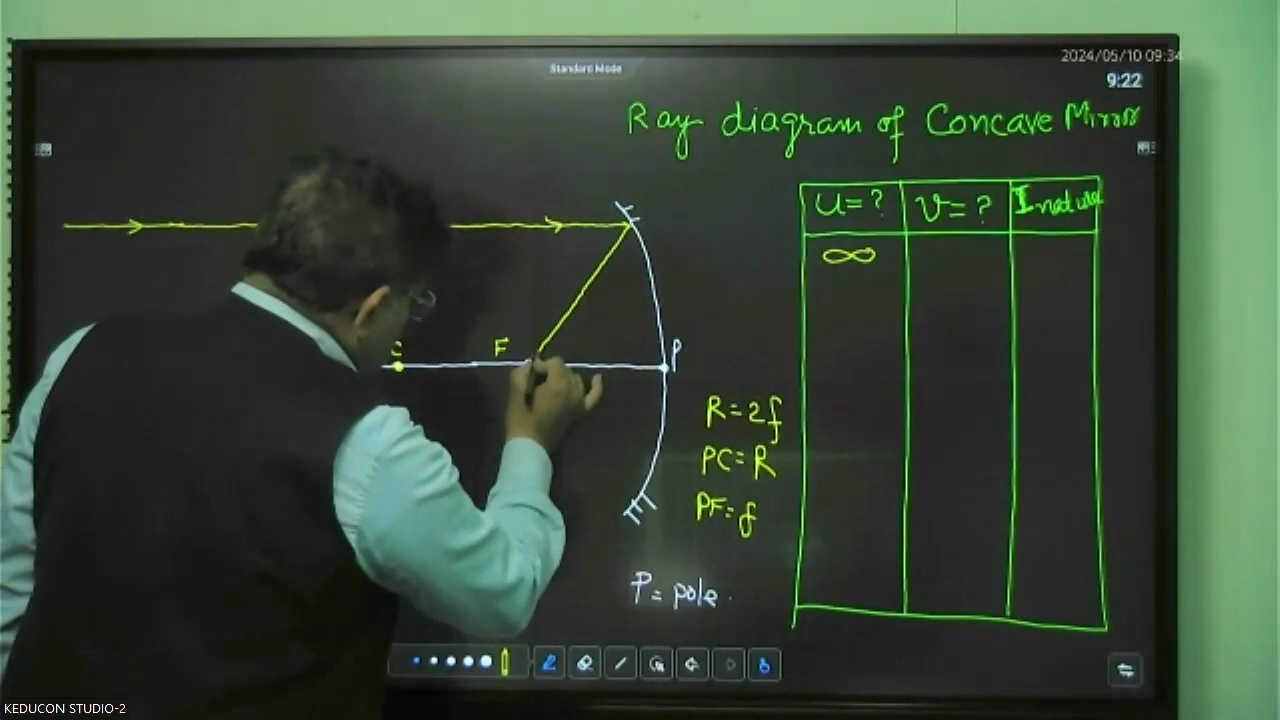 2024/05/10 09:34
Standard Mode
9:22
Ray diagram of Concave Mirror
u=? v=? I natural
∞
C F P
R=2f
PC=R
PF=f
P= pole.
KEDUCON STUDIO-2